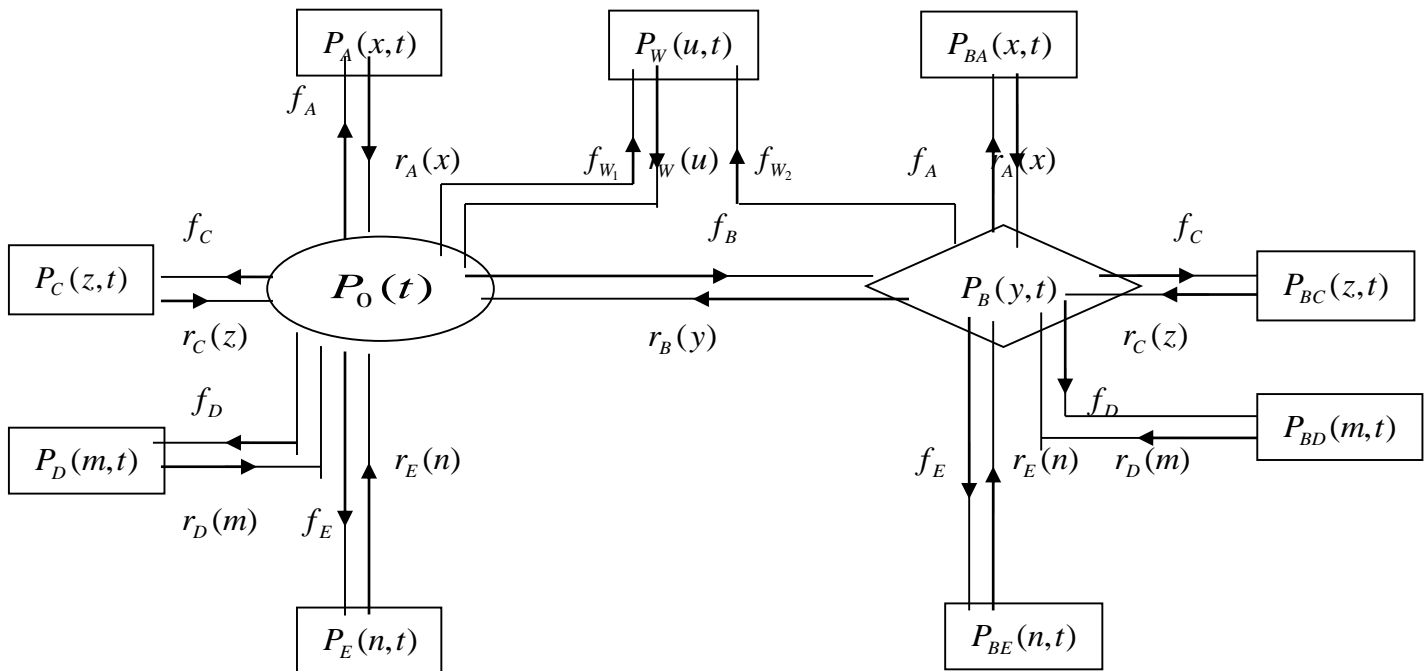 P_A(x,t) P_W(u,t) P_BA(x,t)
f_A
r_A(x) f_W₁ r_W(u) f_W₂ f_A r_A(x)
f_C f_B f_C
P_C(z,t) P_O(t) P_B(y,t) P_BC(z,t)
r_C(z) r_B(y) r_C(z)
f_D f_D
P_D(m,t) r_E(n) f_E r_E(n) r_D(m) P_BD(m,t)
r_D(m) f_E
P_E(n,t) P_BE(n,t)